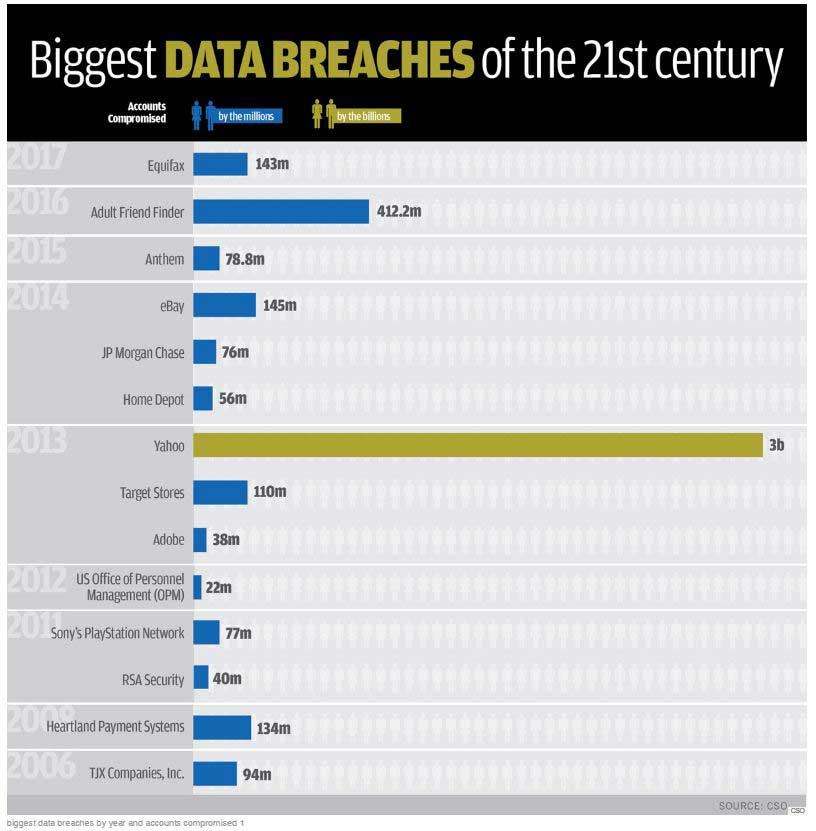 Biggest DATA BREACHES of the 21st century
Accounts
Compromised
by the millions
by the billions
2017
Equifax 143m
2016
Adult Friend Finder 412.2m
2015
Anthem 78.8m
2014
eBay 145m
JP Morgan Chase 76m
Home Depot 56m
2013
Yahoo 3b
Target Stores 110m
Adobe 38m
2012
US Office of Personnel
Management (OPM) 22m
2011
Sony's PlayStation Network 77m
RSA Security 40m
2008
Heartland Payment Systems 134m
2006
TJX Companies, Inc. 94m
SOURCE: CSO
CSO
biggest data breaches by year and accounts compromised 1